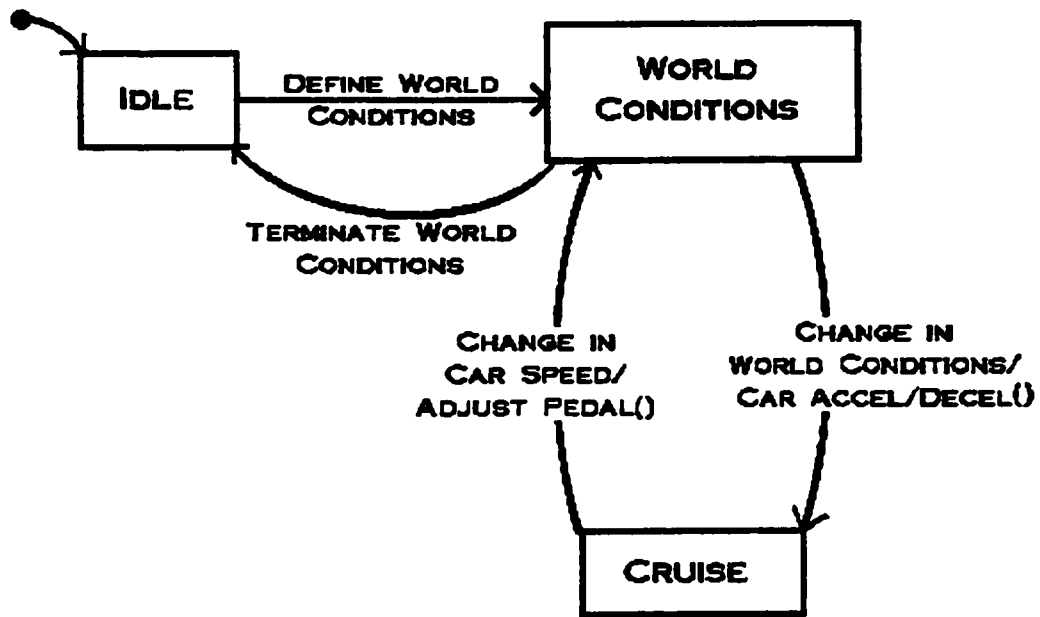 IDLE
DEFINE WORLD
CONDITIONS
WORLD
CONDITIONS
TERMINATE WORLD
CONDITIONS
CHANGE IN
CAR SPEED/
ADJUST PEDAL()
CHANGE IN
WORLD CONDITIONS/
CAR ACCEL/DECEL()
CRUISE